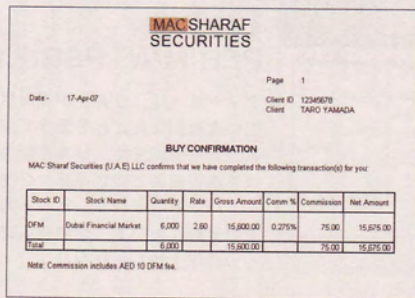 MACSHARAF
SECURITIES
Page 1
Date - 17-Apr-07
Client ID 12345678
Client TARO YAMADA
BUY CONFIRMATION
MAC Sharaf Securities (U.A.E) LLC confirms that we have completed the following transaction(s) for you:
Stock ID Stock Name Quantity Rate Gross Amount Comm % Commission Net Amount
DFM Dubai Financial Market 6,000 2.60 15,600.00 0.275% 75.00 15,675.00
Total 6,000 15,600.00 75.00 15,675.00
Note: Commission includes AED 10 DFM fee.